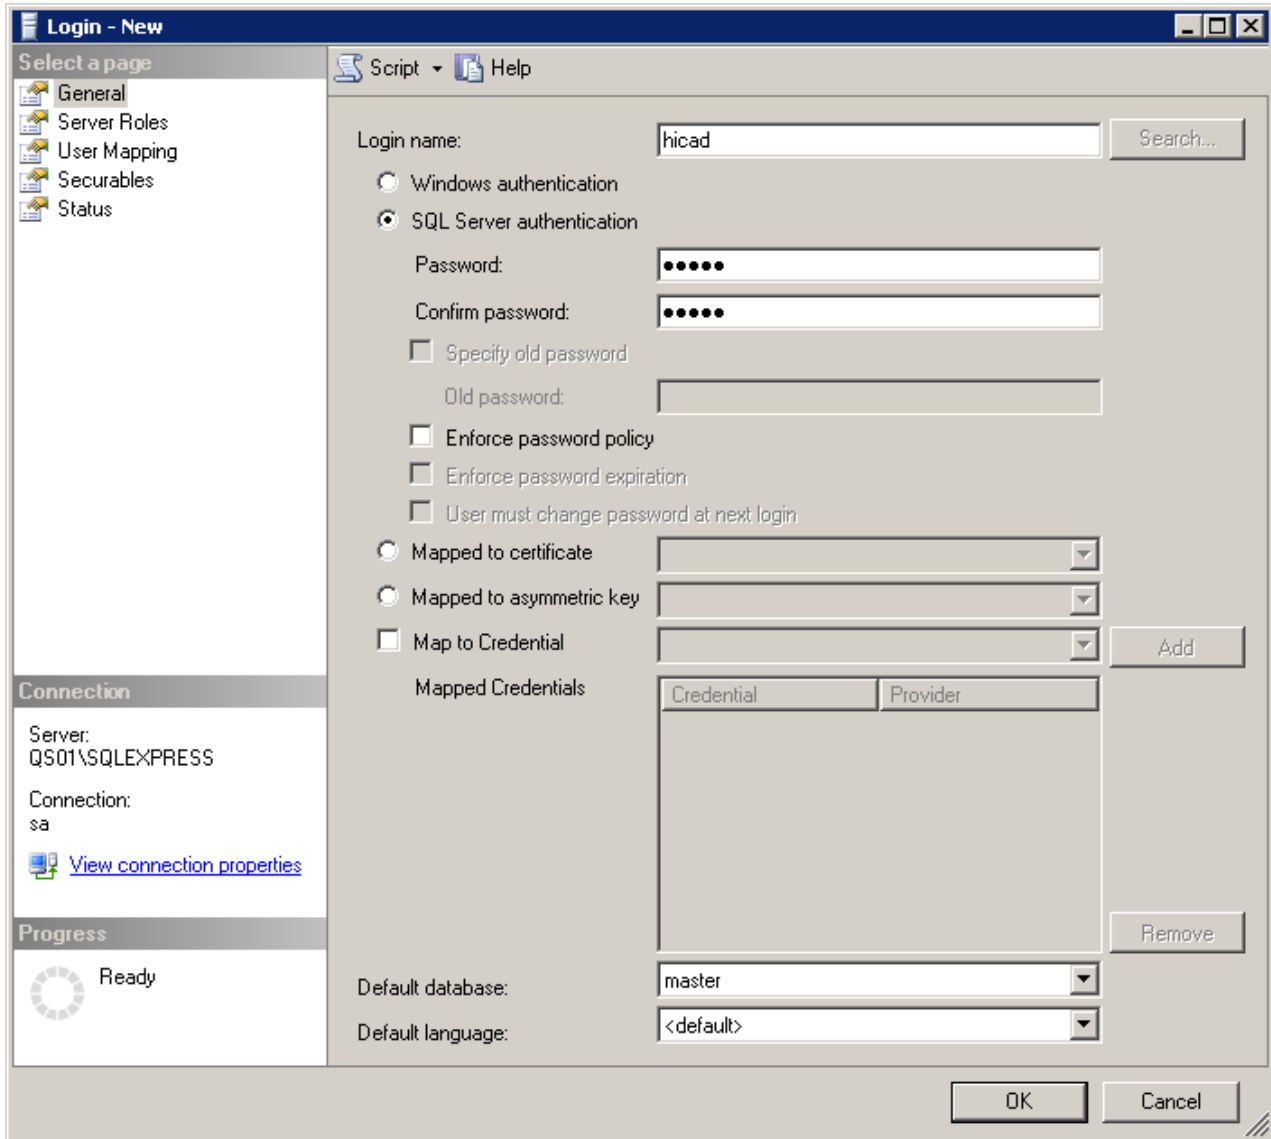 Login - New
Select a page
General
Server Roles
User Mapping
Securables
Status
Script
Help
Login name:
hicad
Search...
Windows authentication
SQL Server authentication
Password:
●●●●●
Confirm password:
●●●●●
Specify old password
Old password:
Enforce password policy
Enforce password expiration
User must change password at next login
Mapped to certificate
Mapped to asymmetric key
Map to Credential
Add
Mapped Credentials
Credential
Provider
Remove
Default database:
master
Default language:
<default>
Connection
Server:
QS01\SQLEXPRESS
Connection:
sa
View connection properties
Progress
Ready
OK
Cancel